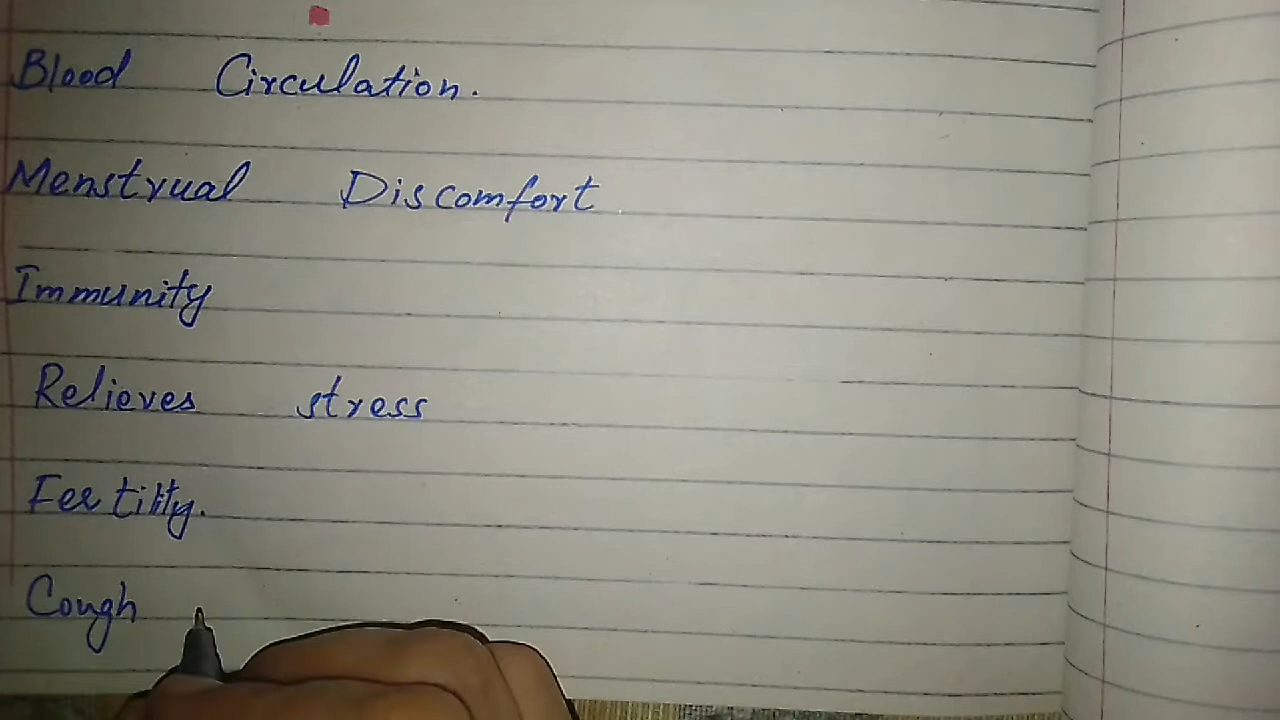 Blood Circulation.
Menstrual Discomfort
Immunity
Relieves stress
Fertility.
Cough